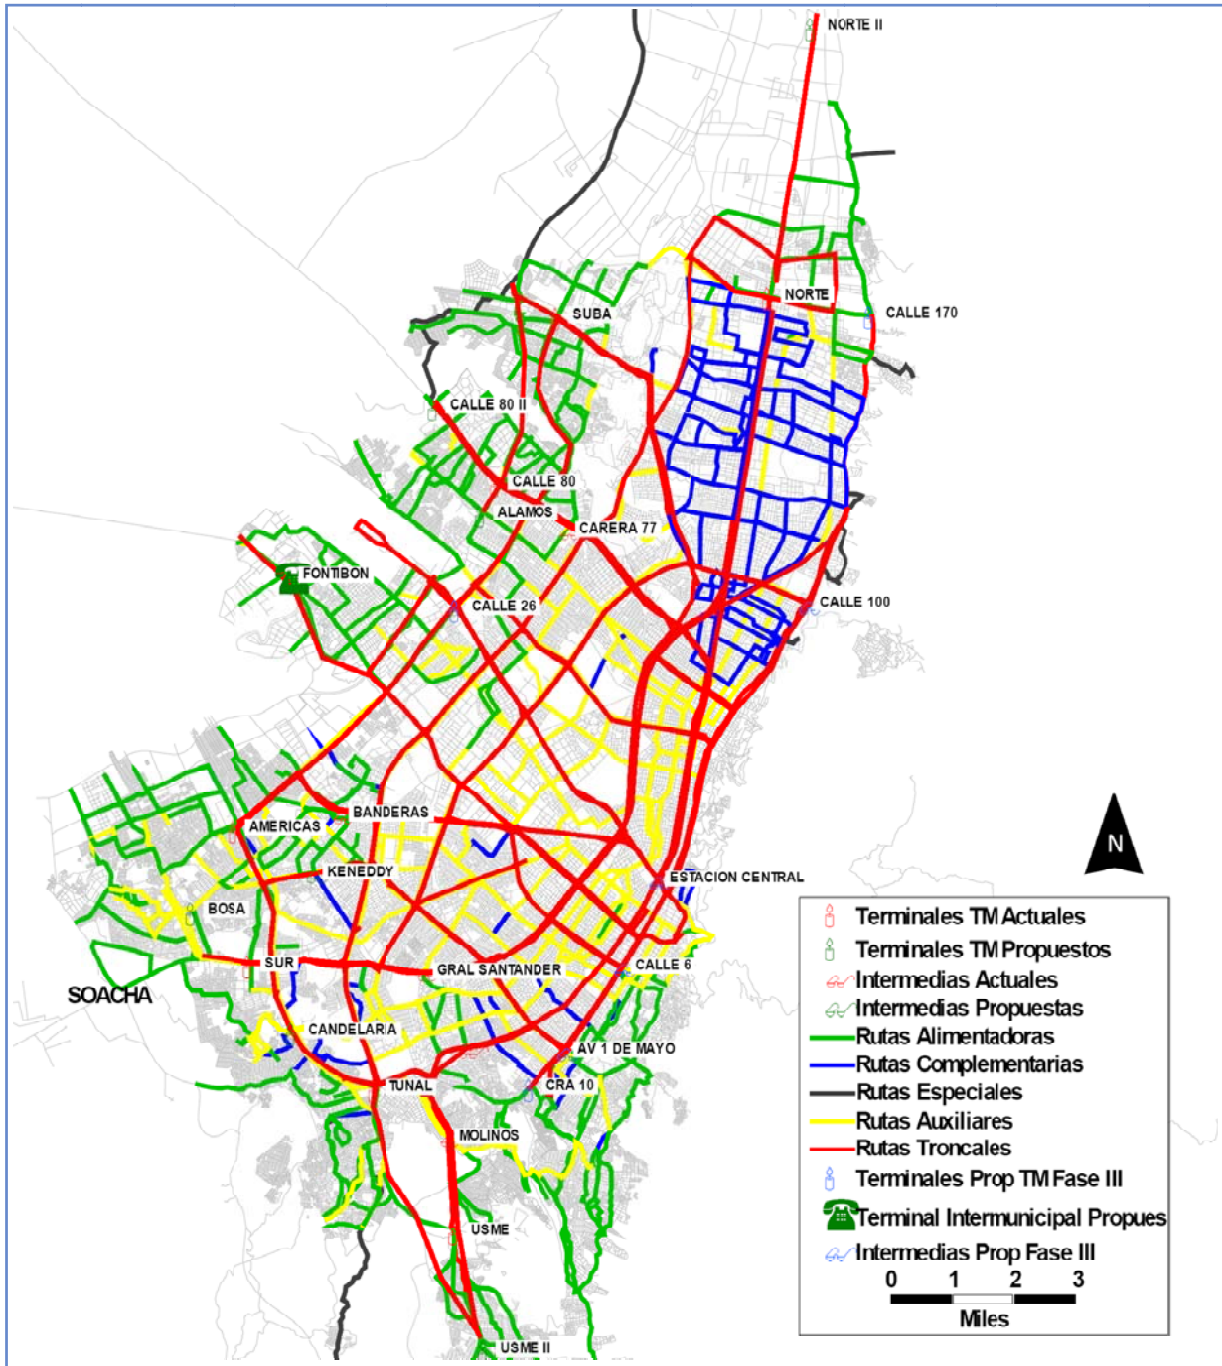 NORTE II
NORTE
CALLE 170
SUBA
CALLE 80 II
CALLE 80
ALAMOS
CARERA 77
FONTIBON
CALLE 26
CALLE 100
BANDERAS
AMERICAS
KENEDDY
ESTACION CENTRAL
BOSA
SUR
GRAL SANTANDER
CALLE 6
SOACHA
CANDELARIA
AV 1 DE MAYO
TUNAL
CRA 10
MOLINOS
USME
USME II
N
Terminales TM Actuales
Terminales TM Propuestos
Intermedias Actuales
Intermedias Propuestas
Rutas Alimentadoras
Rutas Complementarias
Rutas Especiales
Rutas Auxiliares
Rutas Troncales
Terminales Prop TM Fase III
Terminal Intermunicipal Propues
Intermedias Prop Fase III
0 1 2 3
Miles